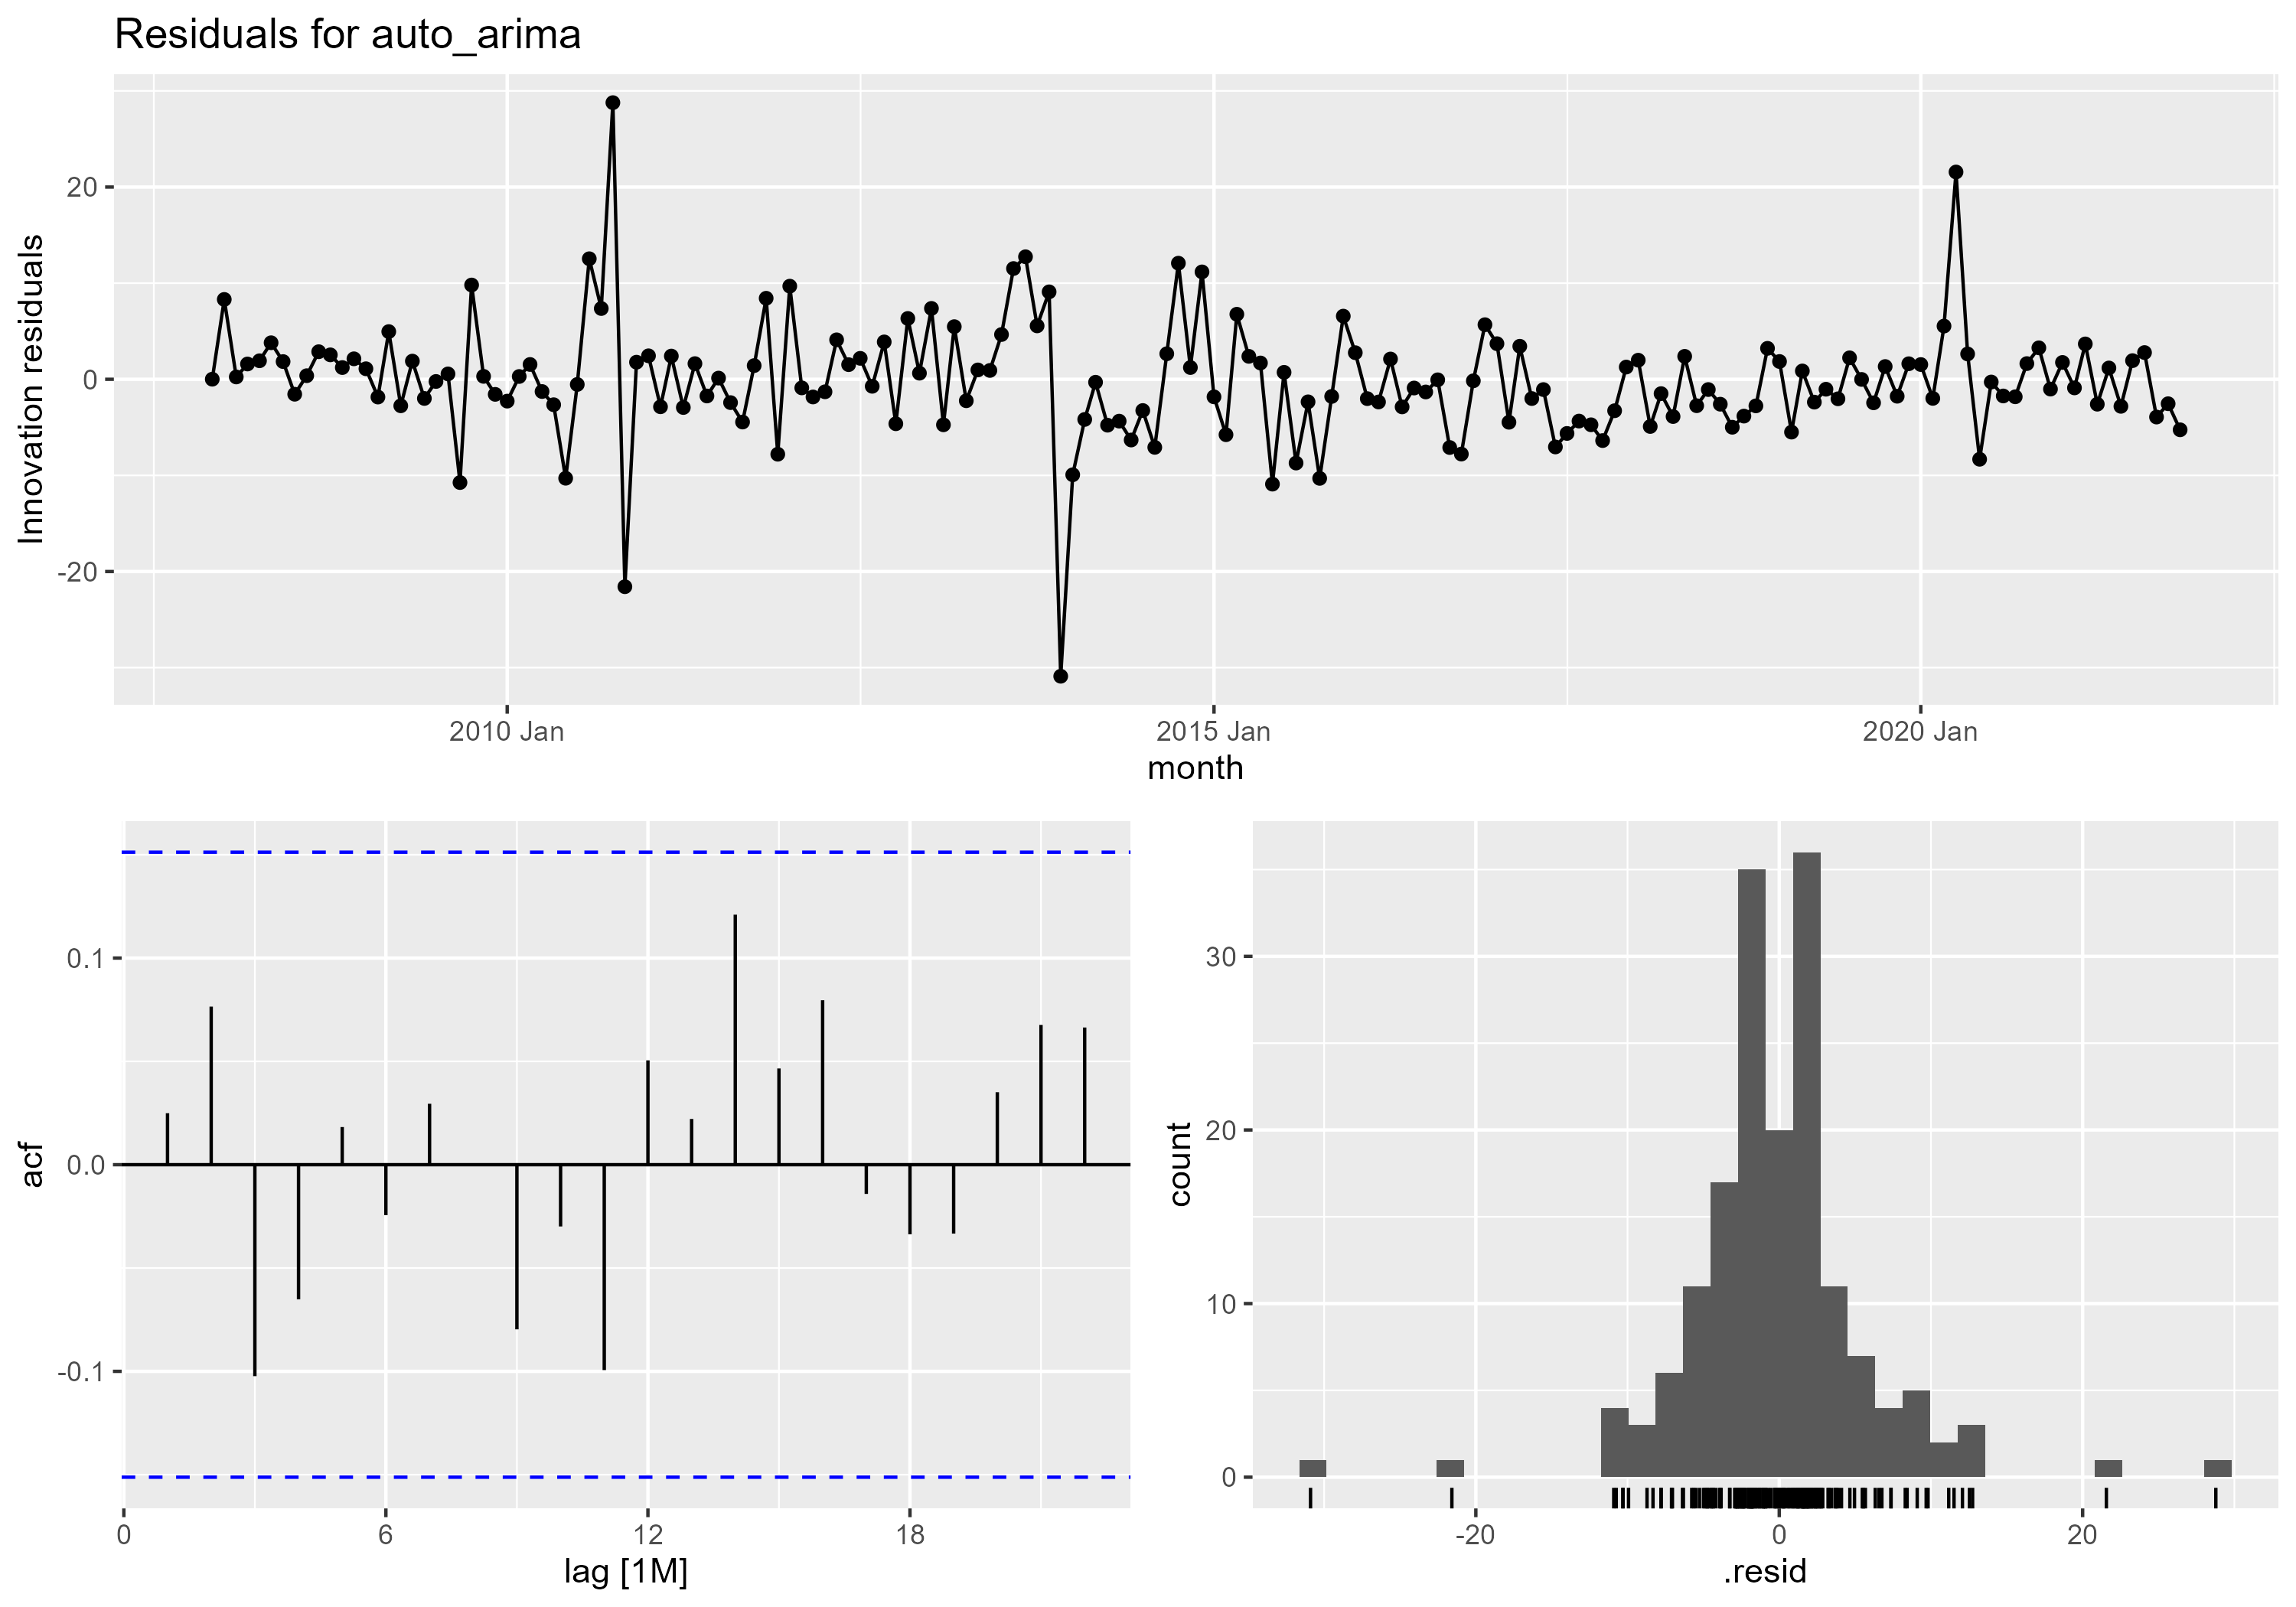 Residuals for auto_arima
Innovation residuals
20
0
-20
2010 Jan
2015 Jan
2020 Jan
month
acf
0.1
0.0
-0.1
0
6
12
18
lag [1M]
count
30
20
10
0
-20
0
20
.resid